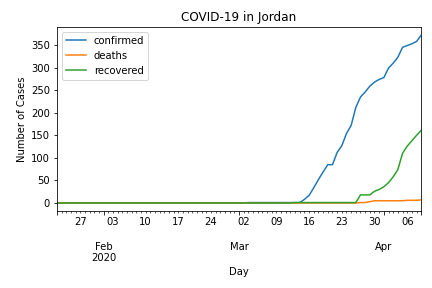 COVID-19 in Jordan
confirmed
deaths
recovered
Number of Cases
350
300
250
200
150
100
50
0
27 03 10 17 24 02 09 16 23 30 06
Feb Mar Apr
2020
Day